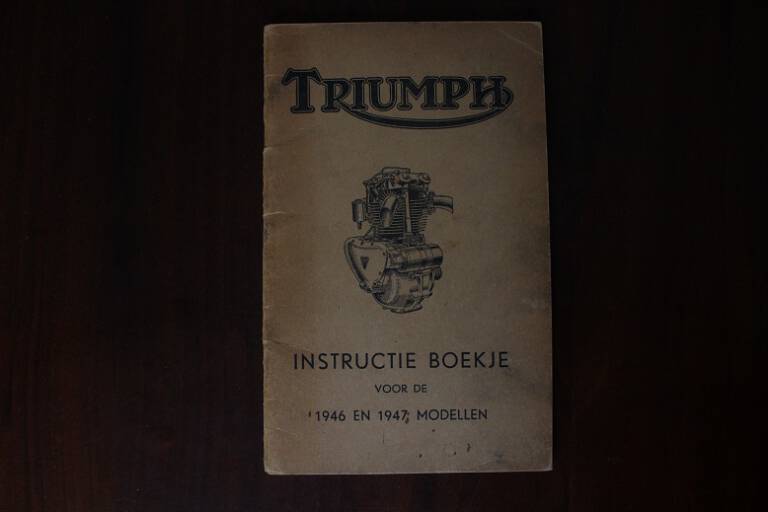 TRIUMPH
INSTRUCTIE BOEKJE
VOOR DE
1946 EN 1947 MODELLEN